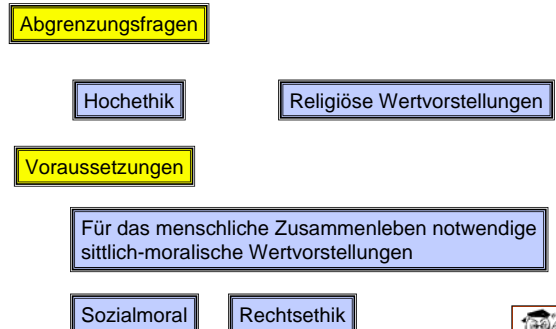 Abgrenzungsfragen
Hochethik
Religiöse Wertvorstellungen
Voraussetzungen
Für das menschliche Zusammenleben notwendige
sittlich-moralische Wertvorstellungen
Sozialmoral
Rechtsethik